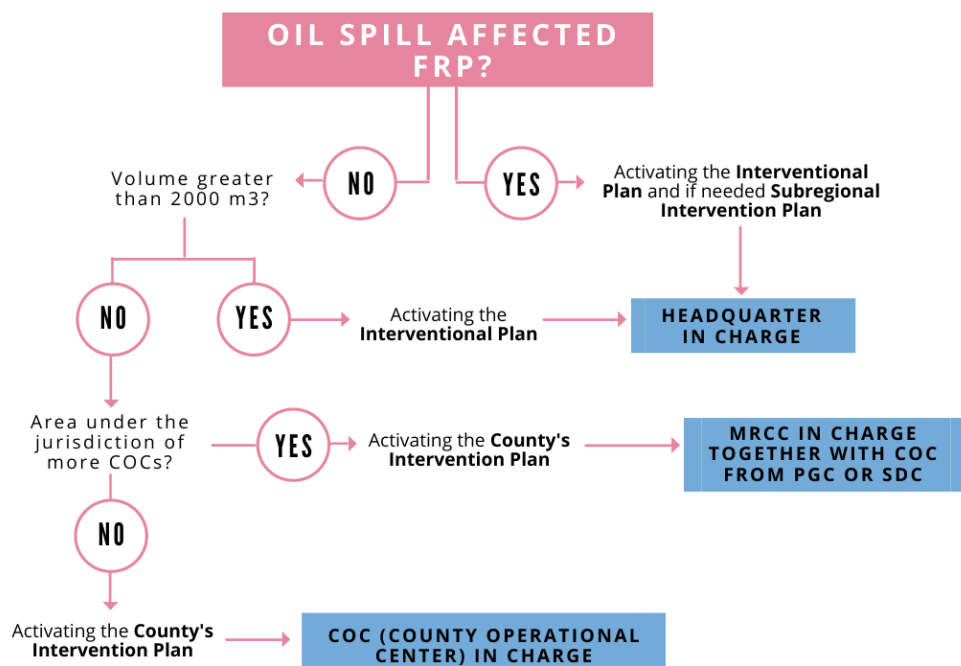 OIL SPILL AFFECTED
FRP?
NO
YES
Volume greater
than 2000 m3?
Activating the Interventional
Plan and if needed Subregional
Intervention Plan
NO
YES
Activating the
Interventional Plan
HEADQUARTER
IN CHARGE
Area under the
jurisdiction of
more COCs?
YES
Activating the County's
Intervention Plan
MRCC IN CHARGE
TOGETHER WITH COC
FROM PGC OR SDC
NO
Activating the County's
Intervention Plan
COC (COUNTY OPERATIONAL
CENTER) IN CHARGE